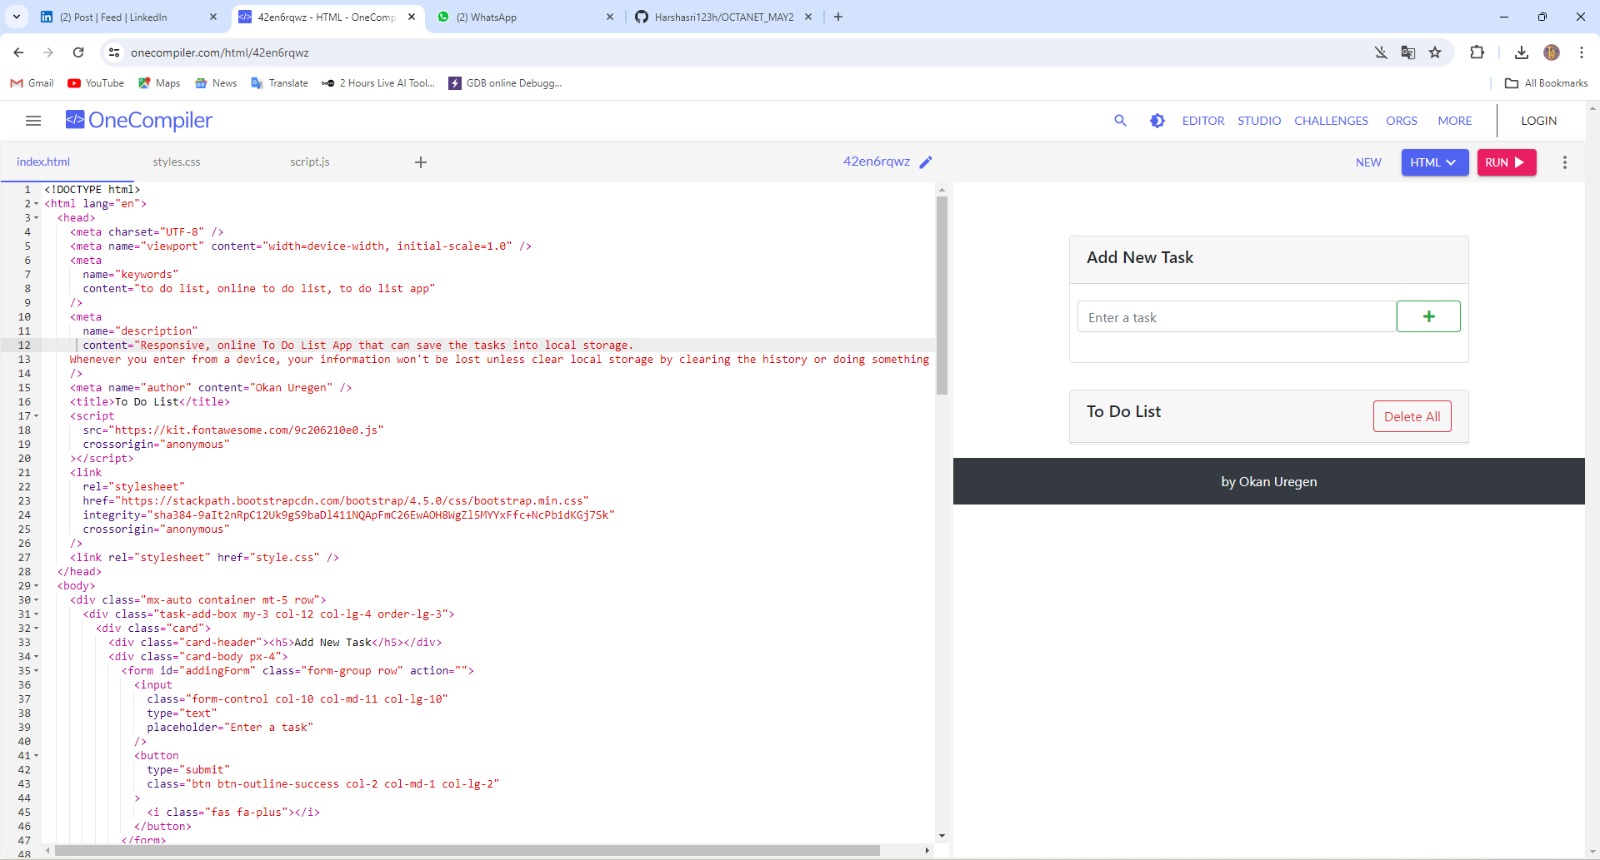 (2) Post | Feed | LinkedIn
42en6rqwz - HTML - OneComp
(2) WhatsApp
Harshasri123h/OCTANET_MAY2
onecompiler.com/html/42en6rqwz
Gmail
YouTube
Maps
News
Translate
2 Hours Live AI Tool...
GDB online Debugg...
All Bookmarks
OneCompiler
EDITOR
STUDIO
CHALLENGES
ORGS
MORE
LOGIN
index.html
styles.css
script.js
42en6rqwz
NEW
HTML
RUN
1 <!DOCTYPE html>
2 <html lang="en">
3 <head>
4 <meta charset="UTF-8" />
5 <meta name="viewport" content="width=device-width, initial-scale=1.0" />
6 <meta
7 name="keywords"
8 content="to do list, online to do list, to do list app"
9 />
10 <meta
11 name="description"
12 content="Responsive, online To Do List App that can save the tasks into local storage.
13 Whenever you enter from a device, your information won't be lost unless clear local storage by clearing the history or doing something
14 />
15 <meta name="author" content="Okan Uregen" />
16 <title>To Do List</title>
17 <script
18 src="https://kit.fontawesome.com/9c206210e0.js"
19 crossorigin="anonymous"
20 ></script>
21 <link
22 rel="stylesheet"
23 href="https://stackpath.bootstrapcdn.com/bootstrap/4.5.0/css/bootstrap.min.css"
24 integrity="sha384-9aIt2nRpC12Uk9gS9baDl411NQApFmC26EwAOH8WgZl5MYYxFfc+NcPb1dKGj7Sk"
25 crossorigin="anonymous"
26 />
27 <link rel="stylesheet" href="style.css" />
28 </head>
29 <body>
30 <div class="mx-auto container mt-5 row">
31 <div class="task-add-box my-3 col-12 col-lg-4 order-lg-3">
32 <div class="card">
33 <div class="card-header"><h5>Add New Task</h5></div>
34 <div class="card-body px-4">
35 <form id="addingForm" class="form-group row" action="">
36 <input
37 class="form-control col-10 col-md-11 col-lg-10"
38 type="text"
39 placeholder="Enter a task"
40 />
41 <button
42 type="submit"
43 class="btn btn-outline-success col-2 col-md-1 col-lg-2"
44 >
45 <i class="fas fa-plus"></i>
46 </button>
47 </form>
48
Add New Task
Enter a task
+
To Do List
Delete All
by Okan Uregen